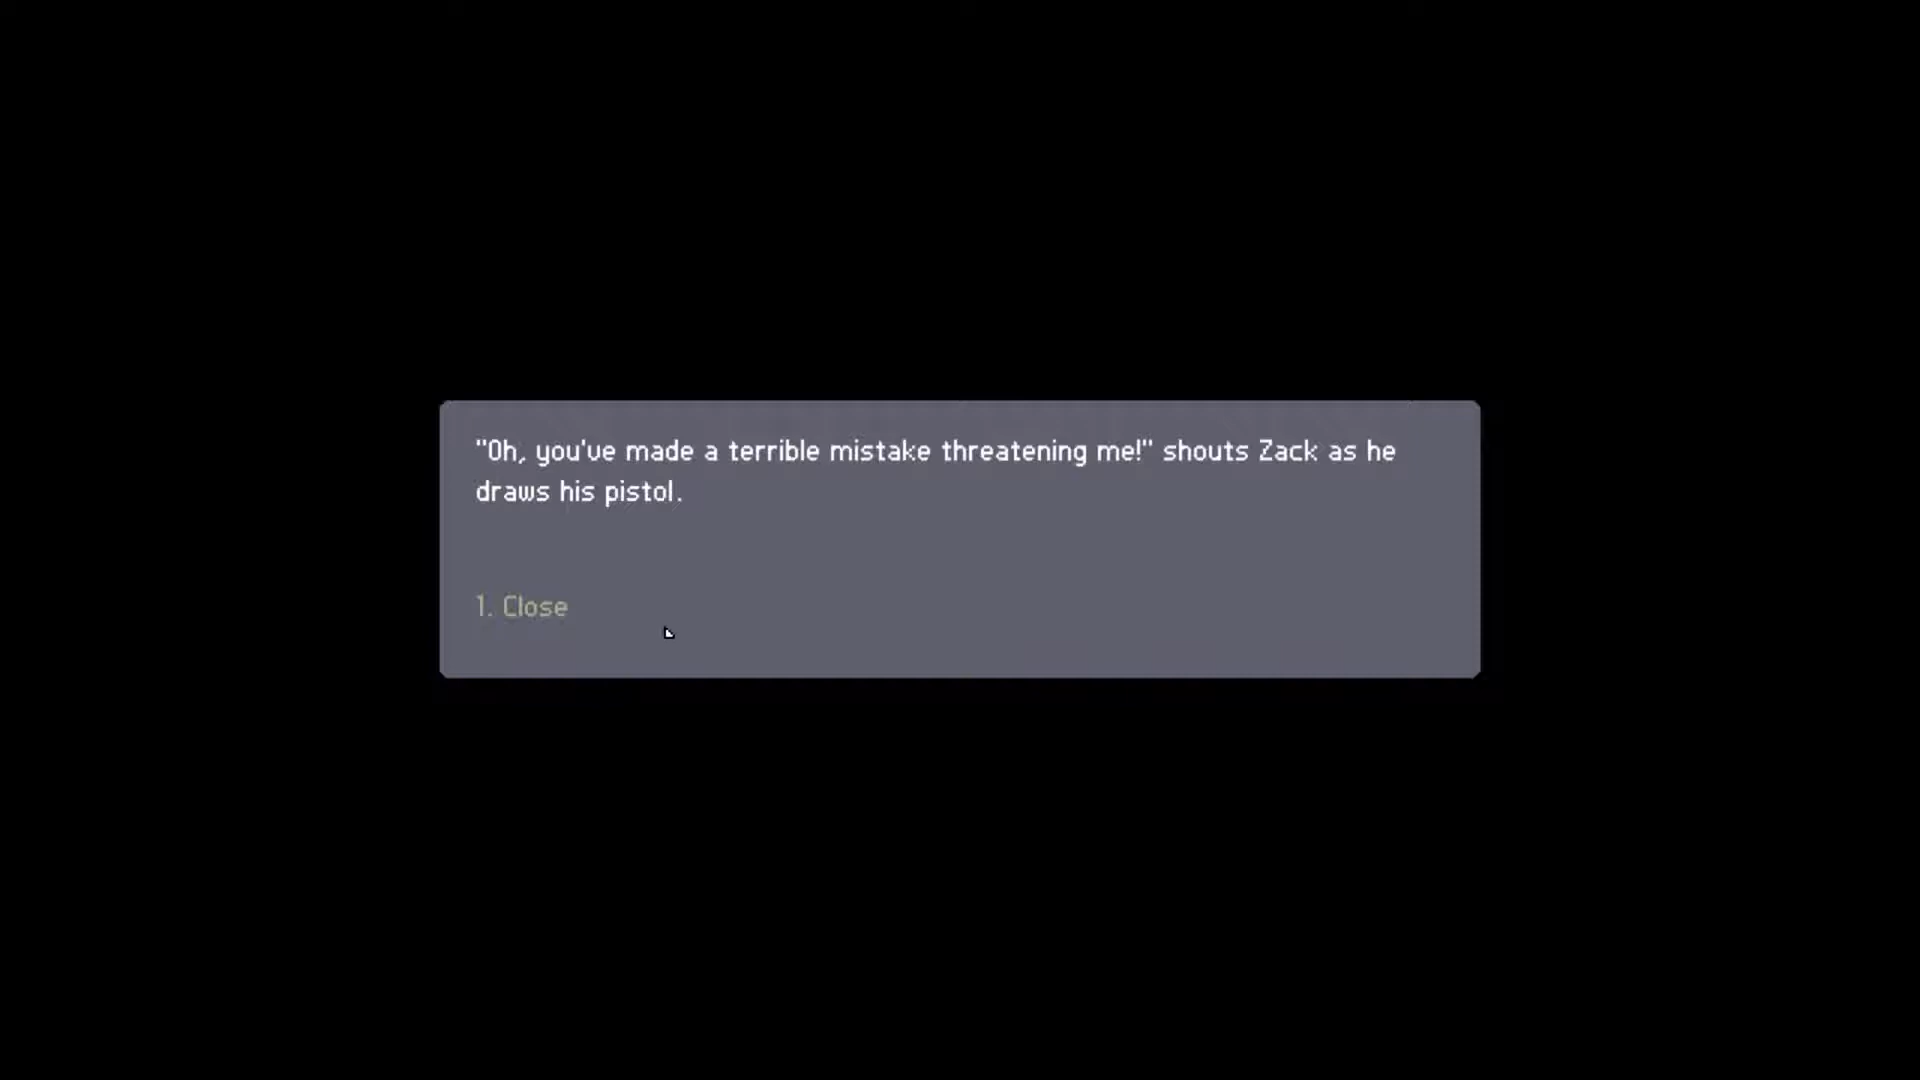 "Oh, you've made a terrible mistake threatening me!" shouts Zack as he
draws his pistol.
1. Close